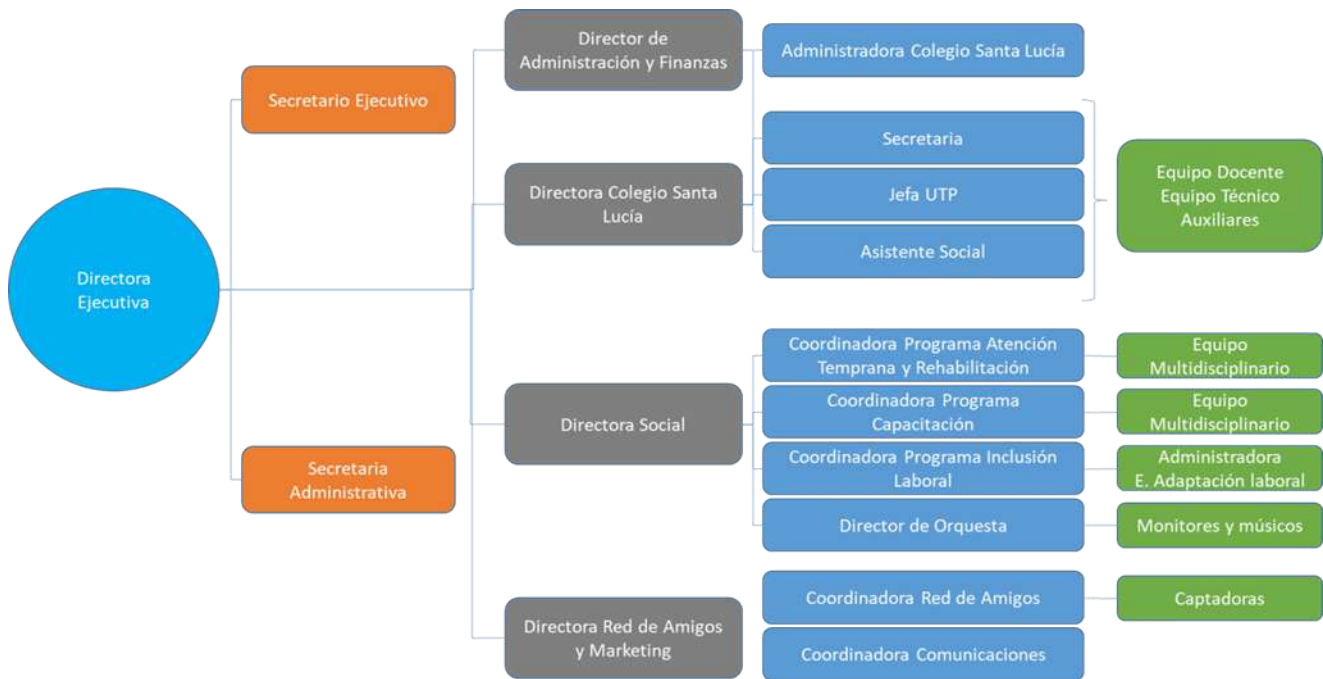 Directora
Ejecutiva
Secretario Ejecutivo
Secretaria
Administrativa
Director de
Administración y Finanzas
Administradora Colegio Santa Lucía
Directora Colegio Santa
Lucía
Secretaria
Jefa UTP
Asistente Social
Equipo Docente
Equipo Técnico
Auxiliares
Directora Social
Coordinadora Programa Atención
Temprana y Rehabilitación
Equipo
Multidisciplinario
Coordinadora Programa
Capacitación
Equipo
Multidisciplinario
Coordinadora Programa Inclusión
Laboral
Administradora
E. Adaptación laboral
Director de Orquesta
Monitores y músicos
Directora Red de Amigos
y Marketing
Coordinadora Red de Amigos
Captadoras
Coordinadora Comunicaciones